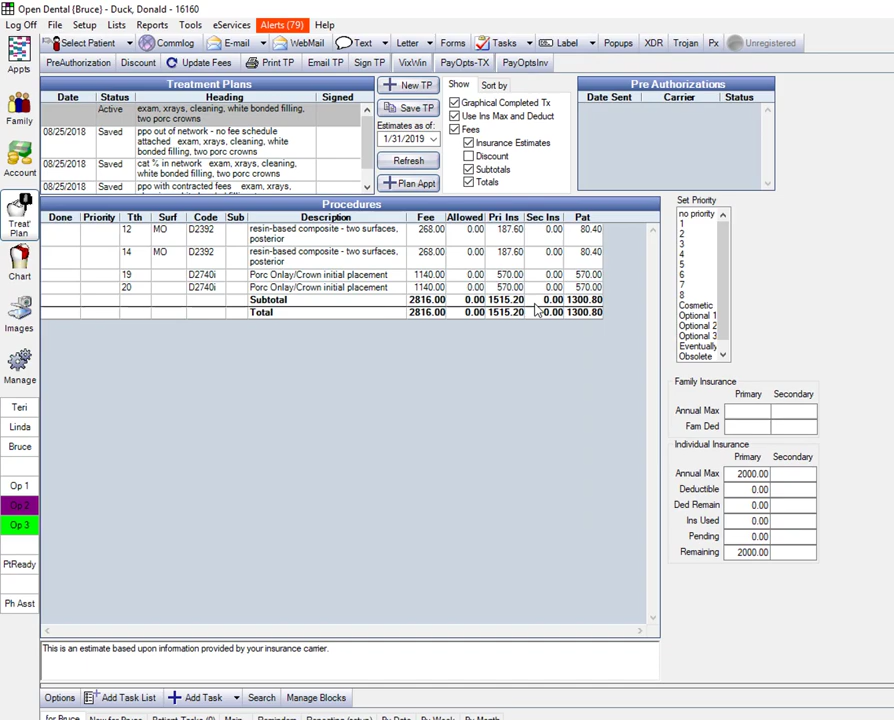 Open Dental {Bruce} - Duck, Donald - 16160
Log Off File Setup Lists Reports Tools eServices Alerts (79) Help
Select Patient Commlog E-mail WebMail Text Letter Forms Tasks Label Popups XDR Trojan Px Unregistered
PreAuthorization Discount Update Fees Print TP Email TP Sign TP VixWin PayOpts-TX PayOptsInv
Appts
Family
Account
Treat' Plan
Chart
Images
Manage
Teri
Linda
Bruce
Op 1
Op 2
Op 3
PtReady
Ph Asst
Treatment Plans
Date Status Heading Signed
Active exam, xrays, cleaning, white bonded filling,
two porc crowns
08/25/2018 Saved ppo out of network - no fee schedule
attached exam, xrays, cleaning, white
bonded filling, two porc crowns
08/25/2018 Saved cat % in network exam, xrays, cleaning,
white bonded filling, two porc crowns
08/25/2018 Saved ppo with contracted fees exam, xrays,
New TP
Save TP
Estimates as of:
1/31/2019
Refresh
Plan Appt
Show Sort by
Graphical Completed Tx
Use Ins Max and Deduct
Fees
Insurance Estimates
Discount
Subtotals
Totals
Pre Authorizations
Date Sent Carrier Status
Procedures
Done Priority Tth Surf Code Sub Description Fee Allowed Pri Ins Sec Ins Pat
12 MO D2392 resin-based composite - two surfaces, 268.00 0.00 187.60 0.00 80.40
posterior
14 MO D2392 resin-based composite - two surfaces, 268.00 0.00 187.60 0.00 80.40
posterior
19 D2740i Porc Onlay/Crown initial placement 1140.00 0.00 570.00 0.00 570.00
20 D2740i Porc Onlay/Crown initial placement 1140.00 0.00 570.00 0.00 570.00
Subtotal 2816.00 0.00 1515.20 0.00 1300.80
Total 2816.00 0.00 1515.20 0.00 1300.80
Set Priority
no priority
1
2
3
4
5
6
7
8
Cosmetic
Optional 1
Optional 2
Optional 3
Eventually
Obsolete
Family Insurance
Primary Secondary
Annual Max
Fam Ded
Individual Insurance
Primary Secondary
Annual Max 2000.00
Deductible 0.00
Ded Remain 0.00
Ins Used 0.00
Pending 0.00
Remaining 2000.00
This is an estimate based upon information provided by your insurance carrier.
Options Add Task List Add Task Search Manage Blocks
for Bruce New for Bruce Patient Tasks (0) Main Reminders Repeating (setup) By Date By Week By Month